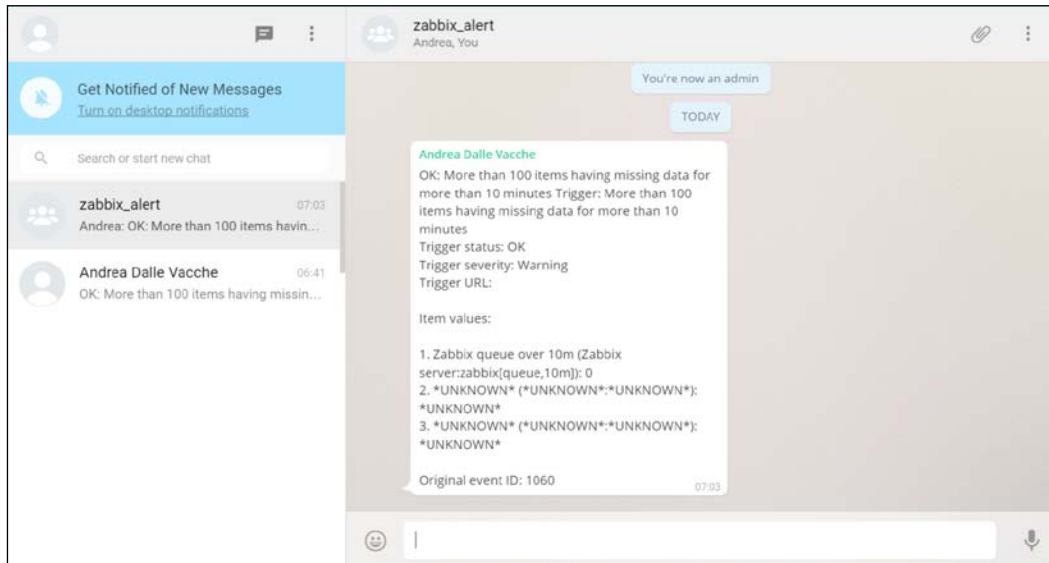 Get Notified of New Messages
Turn on desktop notifications
Search or start new chat
zabbix_alert 07:03
Andrea: OK: More than 100 items havin...
Andrea Dalle Vacche 06:41
OK: More than 100 items having missin...
zabbix_alert
Andrea, You
You're now an admin
TODAY
Andrea Dalle Vacche
OK: More than 100 items having missing data for
more than 10 minutes Trigger: More than 100
items having missing data for more than 10
minutes
Trigger status: OK
Trigger severity: Warning
Trigger URL:
Item values:
1. Zabbix queue over 10m (Zabbix
server:zabbix[queue,10m]): 0
2. *UNKNOWN* (*UNKNOWN*:*UNKNOWN*):
*UNKNOWN*
3. *UNKNOWN* (*UNKNOWN*:*UNKNOWN*):
*UNKNOWN*
Original event ID: 1060
07:03